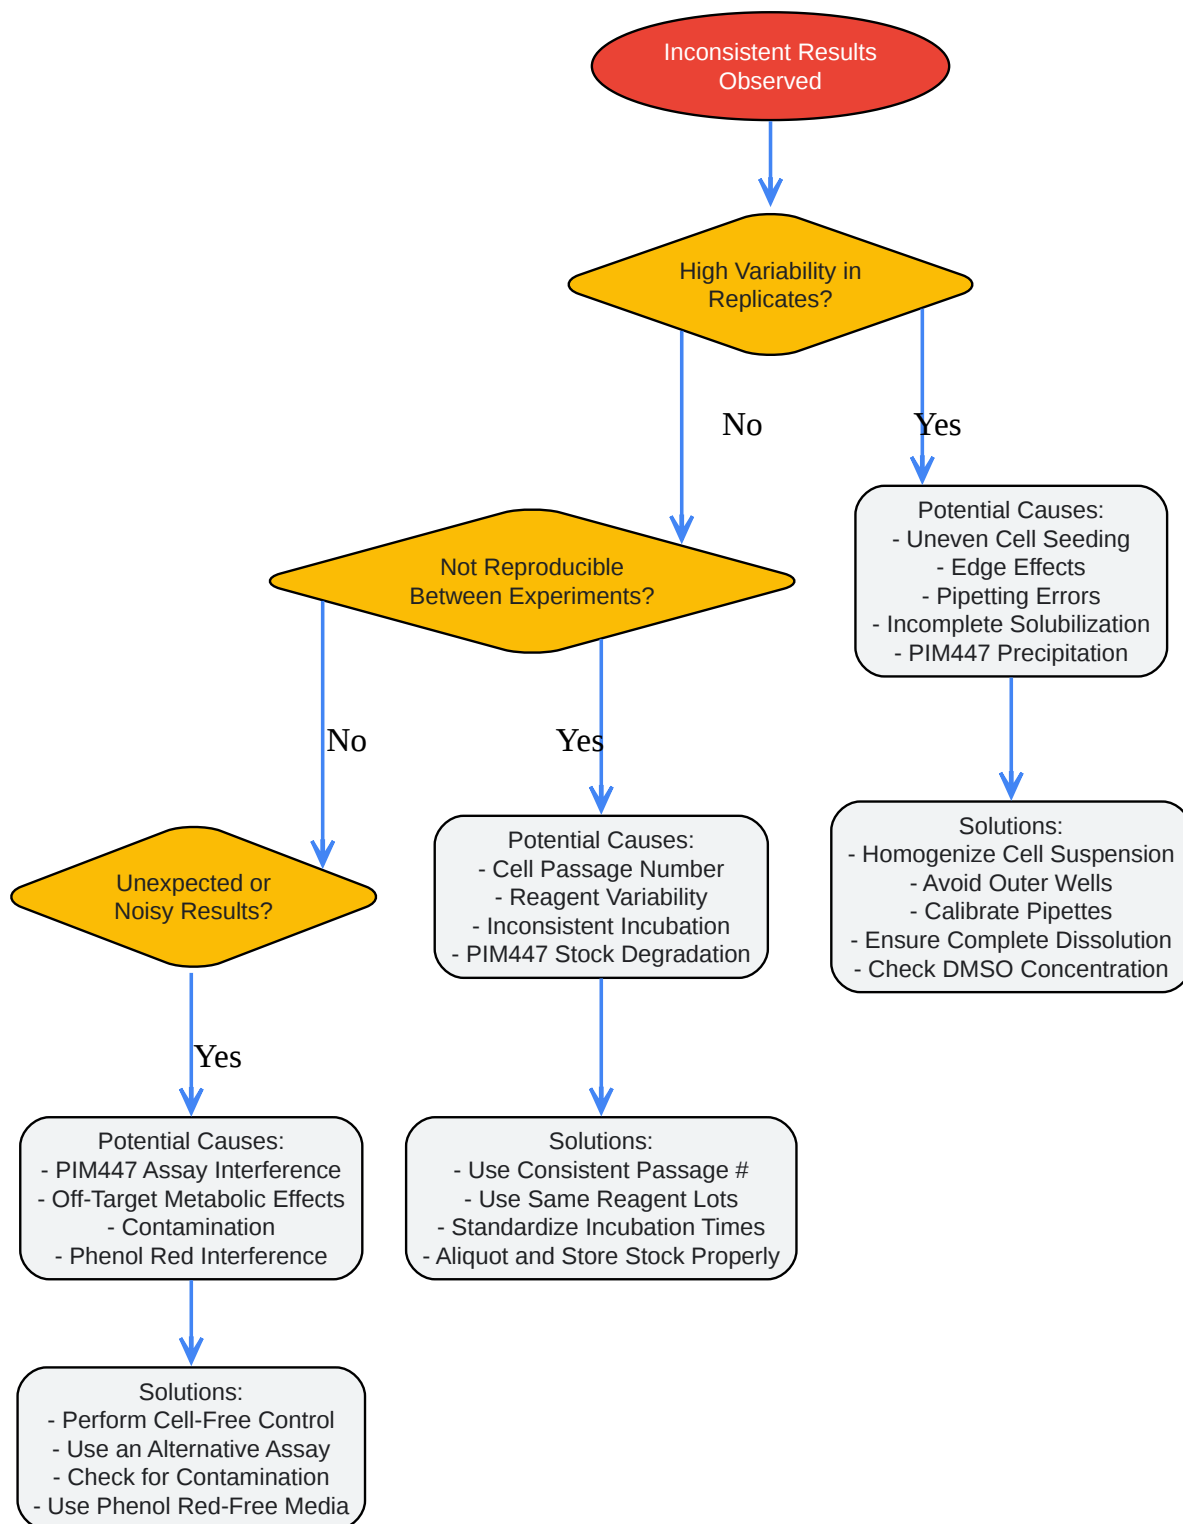 Inconsistent Results
Observed
High Variability in
Replicates?
No
Yes
Potential Causes:
- Uneven Cell Seeding
- Edge Effects
- Pipetting Errors
- Incomplete Solubilization
- PIM447 Precipitation
Not Reproducible
Between Experiments?
No
Yes
Solutions:
- Homogenize Cell Suspension
- Avoid Outer Wells
- Calibrate Pipettes
- Ensure Complete Dissolution
- Check DMSO Concentration
Potential Causes:
- Cell Passage Number
- Reagent Variability
- Inconsistent Incubation
- PIM447 Stock Degradation
Unexpected or
Noisy Results?
Yes
Potential Causes:
- PIM447 Assay Interference
- Off-Target Metabolic Effects
- Contamination
- Phenol Red Interference
Solutions:
- Use Consistent Passage #
- Use Same Reagent Lots
- Standardize Incubation Times
- Aliquot and Store Stock Properly
Solutions:
- Perform Cell-Free Control
- Use an Alternative Assay
- Check for Contamination
- Use Phenol Red-Free Media